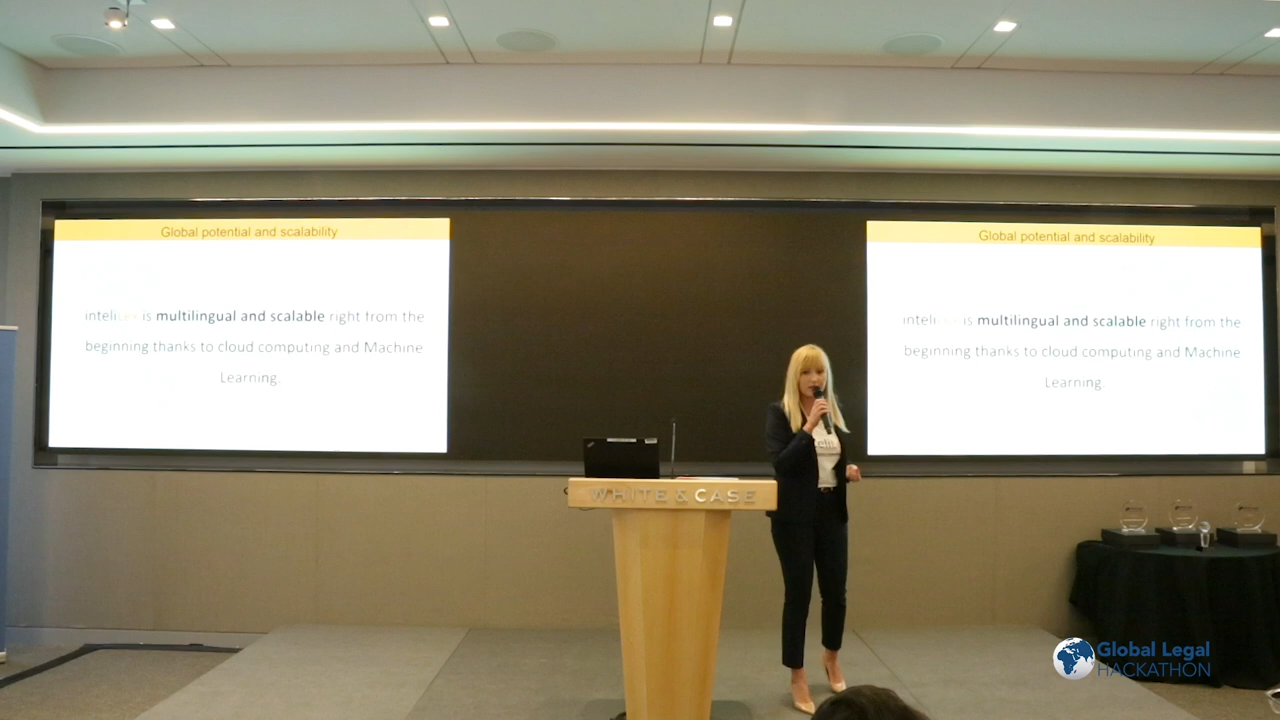 Global potential and scalability
is multilingual and scalable right from the
beginning thanks to cloud computing and Machine
Learning.
Global potential and scalability
is multilingual and scalable right from the
beginning thanks to cloud computing and Machine
Learning
WHITE & CASE
Global Legal
HACKATHON